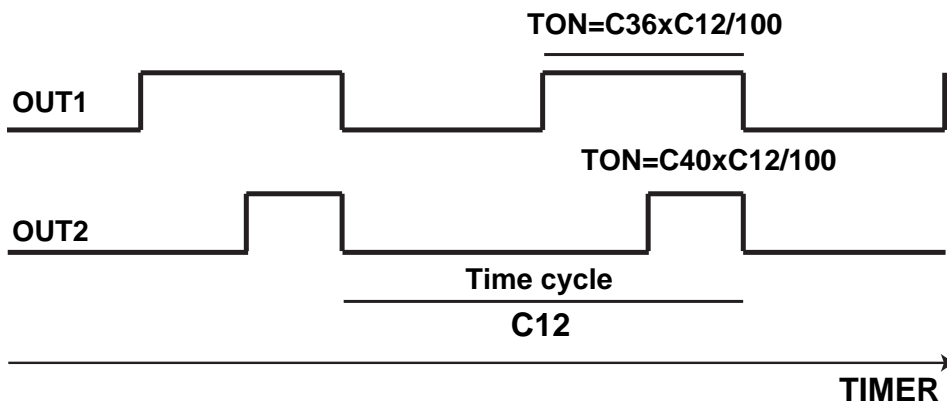 TON=C36xC12/100
OUT1
TON=C40xC12/100
OUT2
Time cycle
C12
TIMER